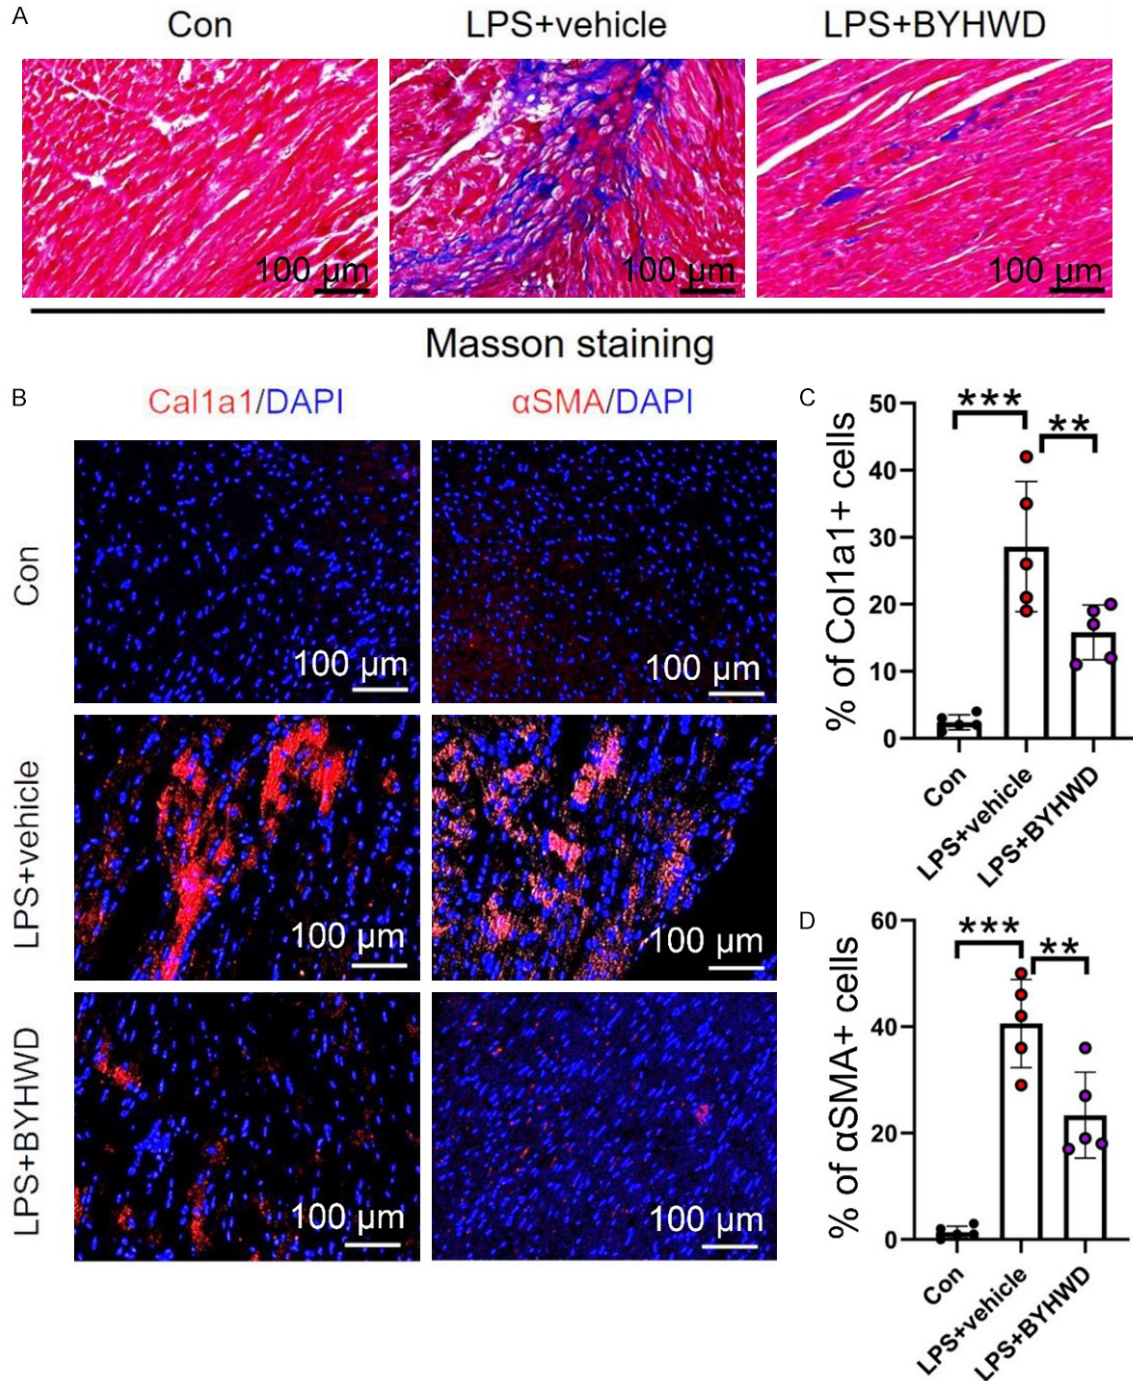 A
Con
LPS+vehicle
LPS+BYHWD
100 µm
100 µm
100 µm
Masson staining
B
Cal1a1/DAPI
αSMA/DAPI
Con
100 µm
100 µm
LPS+vehicle
100 µm
100 µm
LPS+BYHWD
100 µm
100 µm
C
% of Col1a1+ cells
50
40
30
20
10
0
***
**
Con
LPS+vehicle
LPS+BYHWD
D
% of αSMA+ cells
60
40
20
0
***
**
Con
LPS+vehicle
LPS+BYHWD